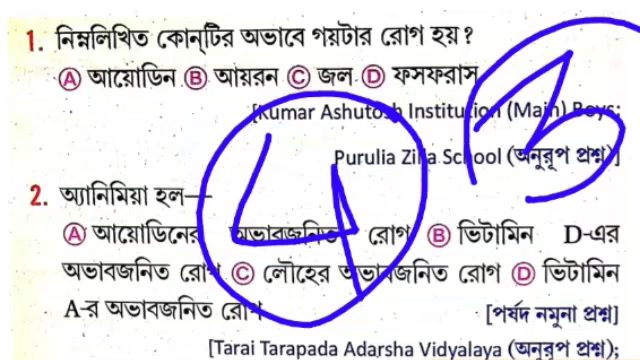 1. নিম্নলিখিত কোন্‌টির অভাবে গয়টার রোগ হয়?
Ⓐ আয়োডিন Ⓑ আয়রন Ⓒ জল Ⓓ ফসফরাস
[Kumar Ashutosh Institution (Main) Boys;
Purulia Zilla School (অনুরূপ প্রশ্ন)]
2. অ্যানিমিয়া হল—
Ⓐ আয়োডিনের অভাবজনিত রোগ Ⓑ ভিটামিন D-এর
অভাবজনিত রোগ Ⓒ লৌহের অভাবজনিত রোগ Ⓓ ভিটামিন
A-র অভাবজনিত রোগ
[পর্ষদ নমুনা প্রশ্ন]
[Tarai Tarapada Adarsha Vidyalaya (অনুরূপ প্রশ্ন);
4